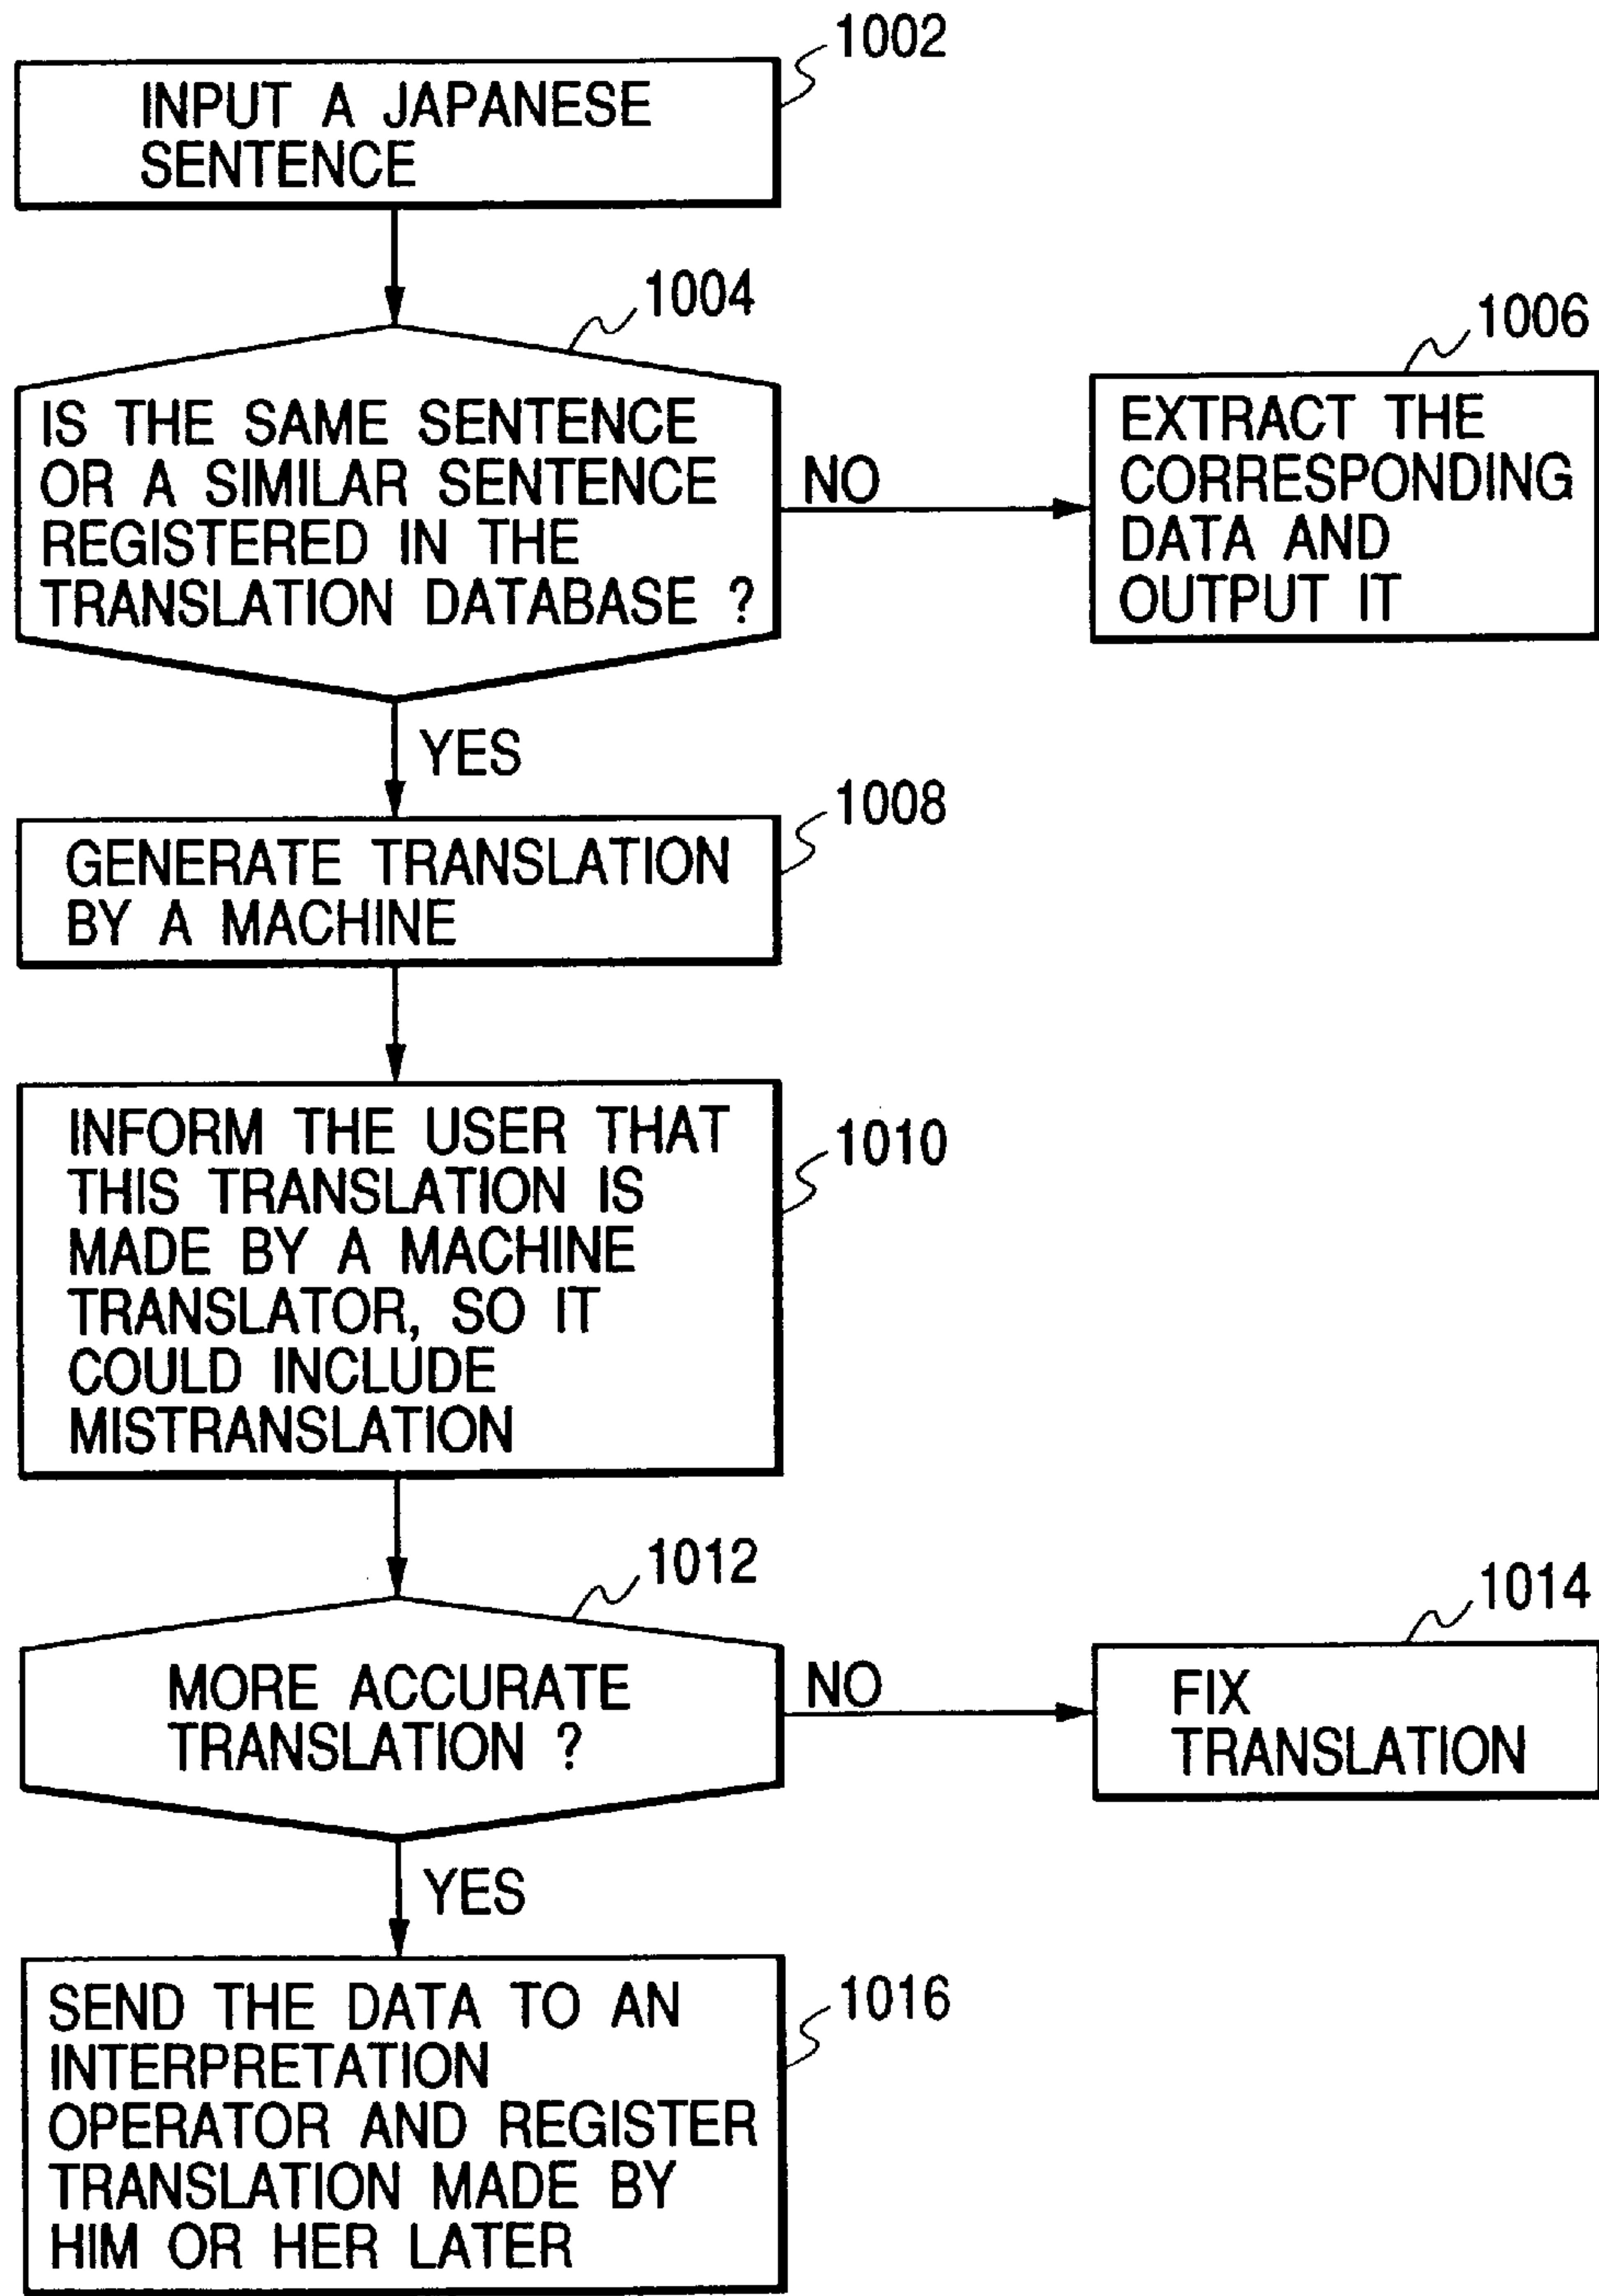 1002
INPUT A JAPANESE
SENTENCE
1004
IS THE SAME SENTENCE
OR A SIMILAR SENTENCE
REGISTERED IN THE
TRANSLATION DATABASE ?
NO
1006
EXTRACT THE
CORRESPONDING
DATA AND
OUTPUT IT
YES
1008
GENERATE TRANSLATION
BY A MACHINE
1010
INFORM THE USER THAT
THIS TRANSLATION IS
MADE BY A MACHINE
TRANSLATOR, SO IT
COULD INCLUDE
MISTRANSLATION
1012
MORE ACCURATE
TRANSLATION ?
NO
1014
FIX
TRANSLATION
YES
1016
SEND THE DATA TO AN
INTERPRETATION
OPERATOR AND REGISTER
TRANSLATION MADE BY
HIM OR HER LATER